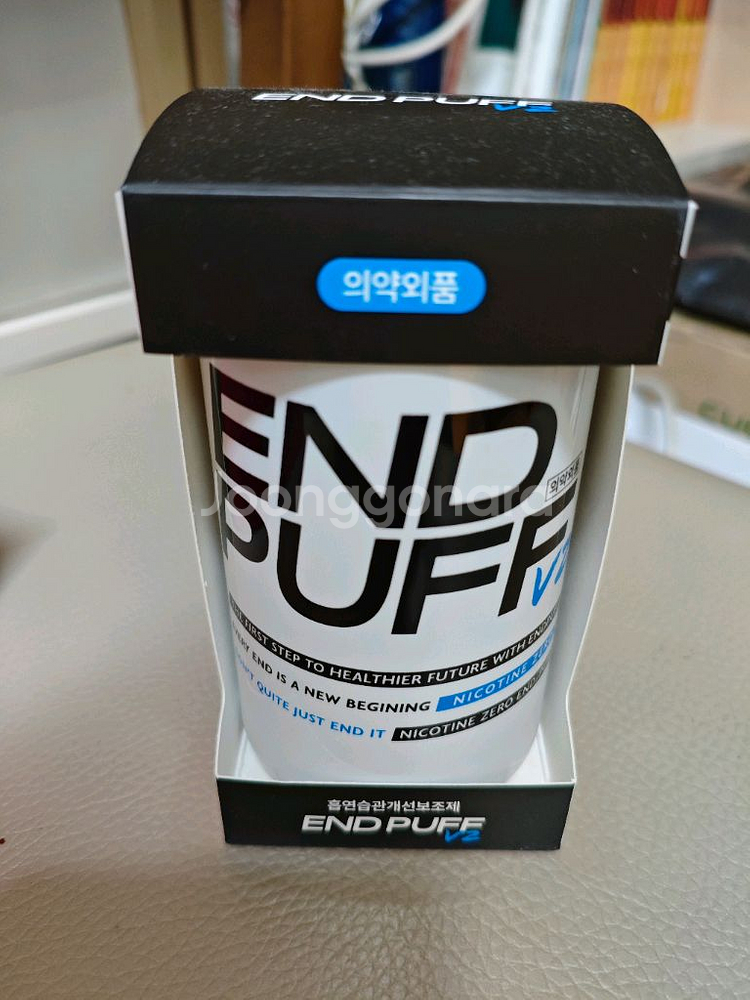 END PUFF V2
의약외품
END
의약외품
PUFF V2
FIRST STEP TO HEALTHIER FUTURE WITH
END IS A NEW BEGINING NICOTINE ZERO
QUITE JUST END IT NICOTINE ZERO
흡연습관개선보조제
END PUFF V2
Joonggonara